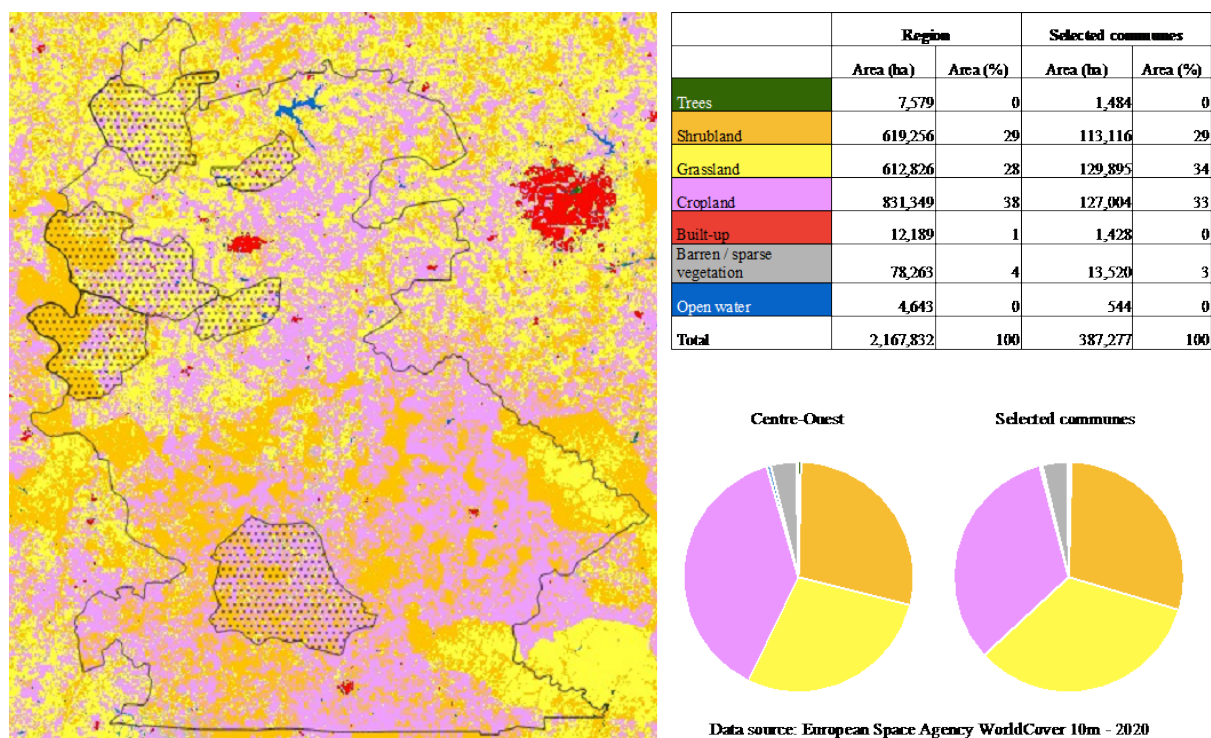 Region Selected communes
Area (ha) Area (%) Area (ha) Area (%)
Trees 7,579 0 1,484 0
Shrubland 619,256 29 113,116 29
Grassland 612,826 28 129,895 34
Cropland 831,349 38 127,004 33
Built-up 12,189 1 1,428 0
Barren / sparse
vegetation 78,263 4 13,520 3
Open water 4,643 0 544 0
Total 2,167,832 100 387,277 100
Centre-Ouest Selected communes
Data source: European Space Agency WorldCover 10m - 2020